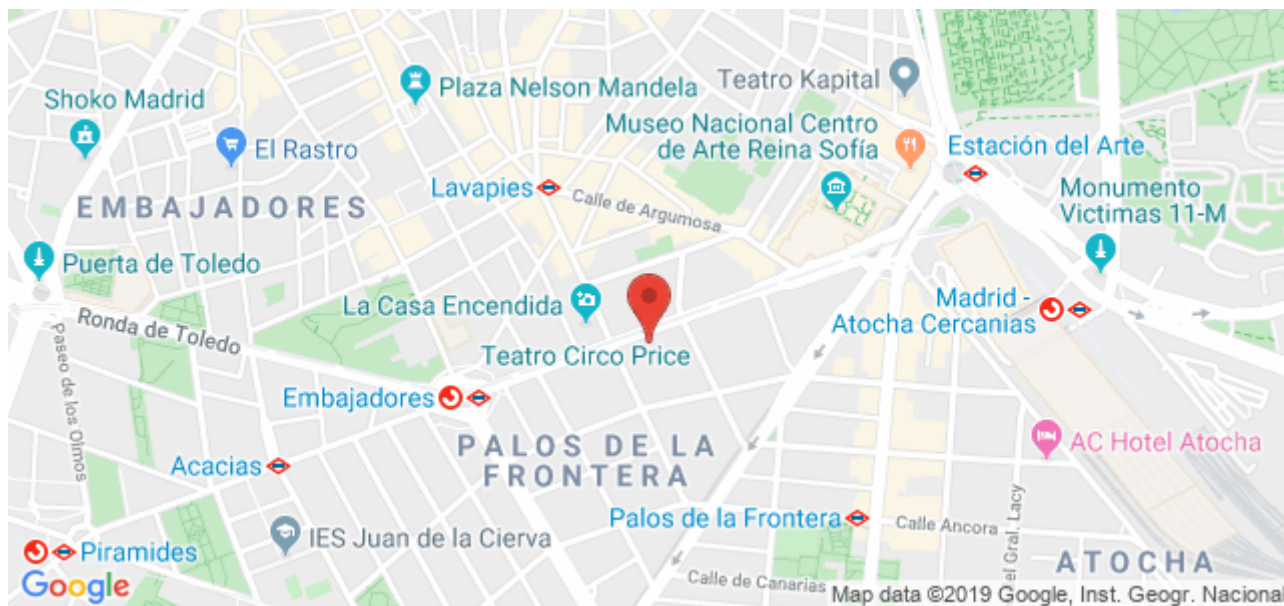 Teatro Kapital
Plaza Nelson Mandela
Shoko Madrid
Museo Nacional Centro
de Arte Reina Sofía
El Rastro
Estación del Arte
Lavapies
Calle de Argumosa
Monumento
Victimas 11-M
EMBAJADORES
Puerta de Toledo
La Casa Encendida
Madrid -
Atocha Cercanias
Ronda de Toledo
Paseo de los Olmos
Teatro Circo Price
Embajadores
PALOS DE LA
FRONTERA
AC Hotel Atocha
Acacias
Palos de la Frontera
Calle Ancora
el Gral. Lacy
IES Juan de la Cierva
Piramides
ATOCHA
Calle de Canarias
Google
Map data ©2019 Google, Inst. Geogr. Naciona